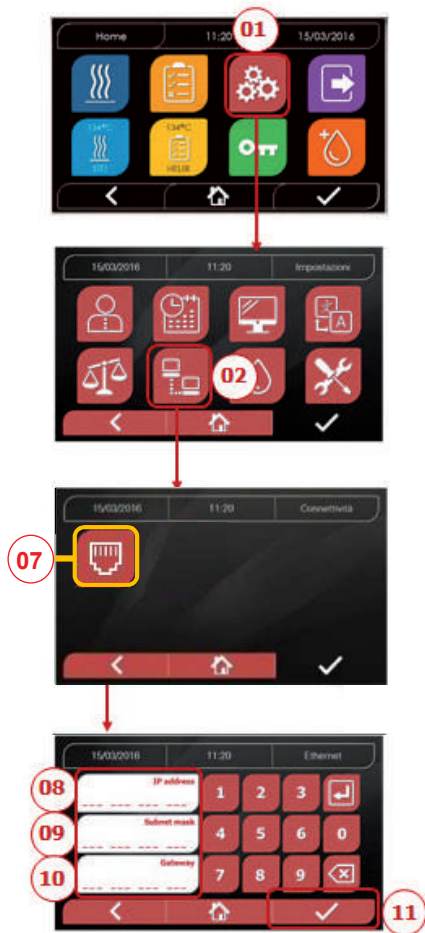 Home 11:20 15/03/2016
01
134°C 134°C
HELIX
15/03/2016 11:20 Impostazioni
A
02
15/03/2016 11:20 Connettività
07
15/03/2016 11:20 Ethernet
08 IP address 1 2 3
09 Subnet mask 4 5 6 0
10 Gateway 7 8 9
11